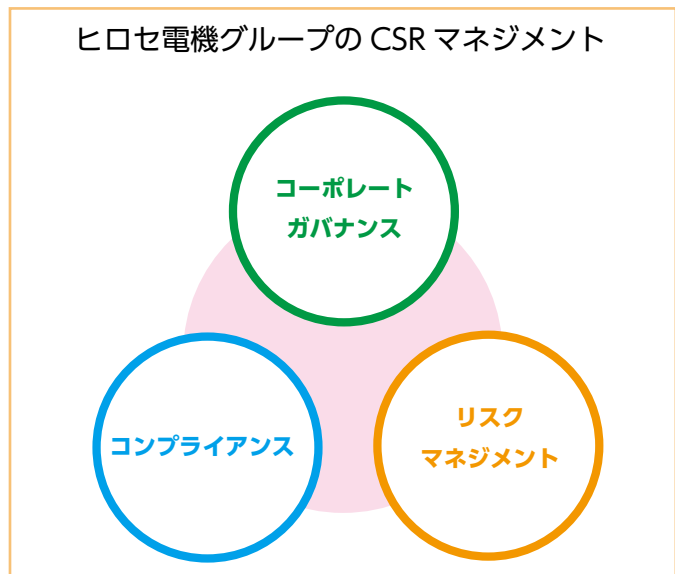 ヒロセ電機グループの CSR マネジメント
コーポレート
ガバナンス
コンプライアンス
リスク
マネジメント